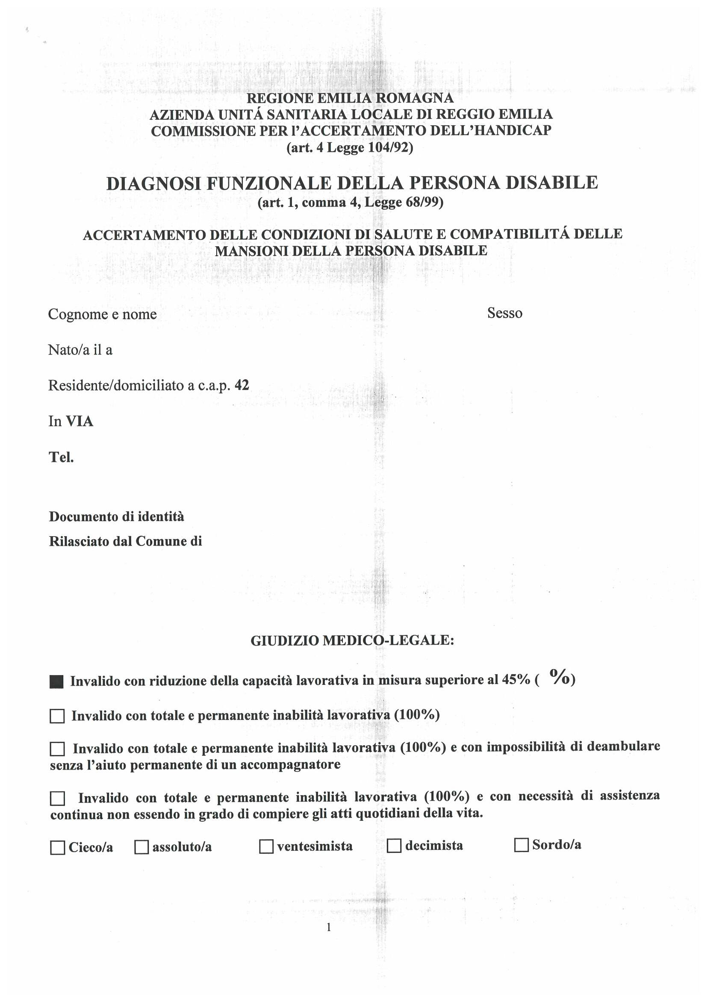 REGIONE EMILIA ROMAGNA
AZIENDA UNITÁ SANITARIA LOCALE DI REGGIO EMILIA
COMMISSIONE PER l'ACCERTAMENTO DELL'HANDICAP
(art. 4 Legge 104/92)
DIAGNOSI FUNZIONALE DELLA PERSONA DISABILE
(art. 1, comma 4, Legge 68/99)
ACCERTAMENTO DELLE CONDIZIONI DI SALUTE E COMPATIBILITÁ DELLE
MANSIONI DELLA PERSONA DISABILE
Cognome e nome Sesso
Nato/a il a
Residente/domiciliato a c.a.p. 42
In VIA
Tel.
Documento di identità
Rilasciato dal Comune di
GIUDIZIO MEDICO-LEGALE:
■ Invalido con riduzione della capacità lavorativa in misura superiore al 45% ( %)
□ Invalido con totale e permanente inabilità lavorativa (100%)
□ Invalido con totale e permanente inabilità lavorativa (100%) e con impossibilità di deambulare
senza l'aiuto permanente di un accompagnatore
□ Invalido con totale e permanente inabilità lavorativa (100%) e con necessità di assistenza
continua non essendo in grado di compiere gli atti quotidiani della vita.
□ Cieco/a □ assoluto/a □ ventesimista □ decimista □ Sordo/a
1